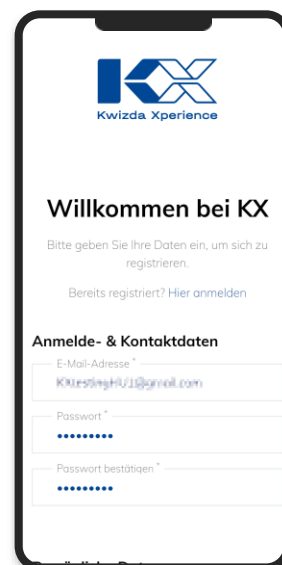 KX
Kwizda Xperience
Willkommen bei KX
Bitte geben Sie Ihre Daten ein, um sich zu
registrieren.
Bereits registriert? Hier anmelden
Anmelde- & Kontaktdaten
E-Mail-Adresse *
Passwort *
•••••••••
Passwort bestätigen *
•••••••••